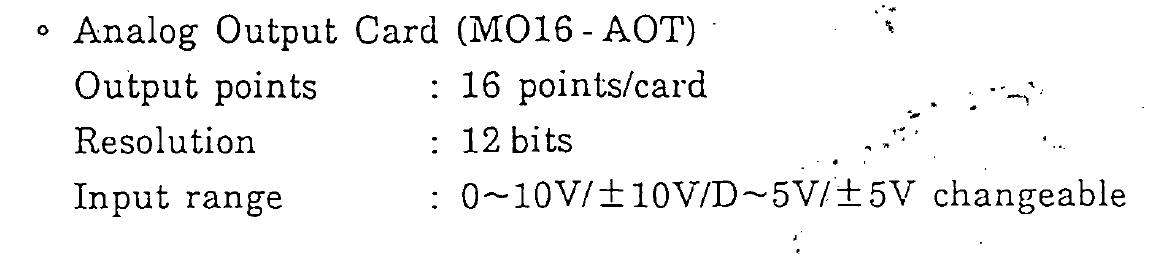 ◦ Analog Output Card (MO16 - AOT)
Output points : 16 points/card
Resolution : 12 bits
Input range : 0~10V/±10V/D~5V/±5V changeable